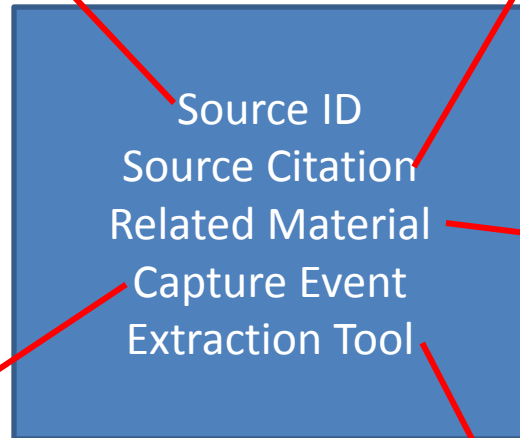 Source ID
Source Citation
Related Material
Capture Event
Extraction Tool